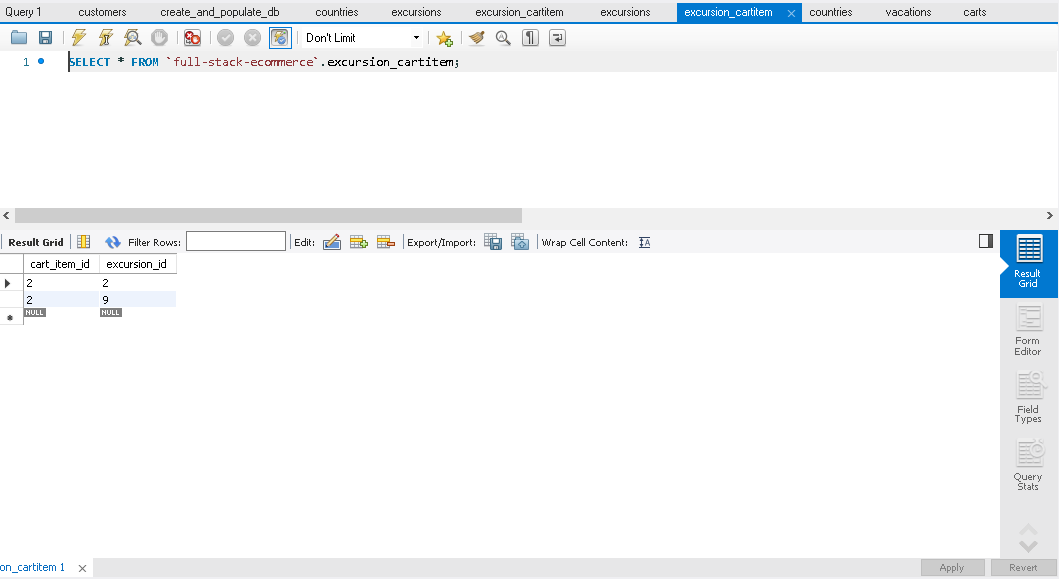 Query 1 customers create_and_populate_db countries excursions excursion_cartitem excursions excursion_cartitem countries vacations carts
Don't Limit
1 SELECT * FROM `full-stack-ecommerce`.excursion_cartitem;
Result Grid Filter Rows: Edit: Export/Import: Wrap Cell Content: IA
cart_item_id excursion_id
2 2
2 9
NULL NULL
Result
Grid
Form
Editor
Field
Types
Query
Stats
on_cartitem 1 Apply Revert